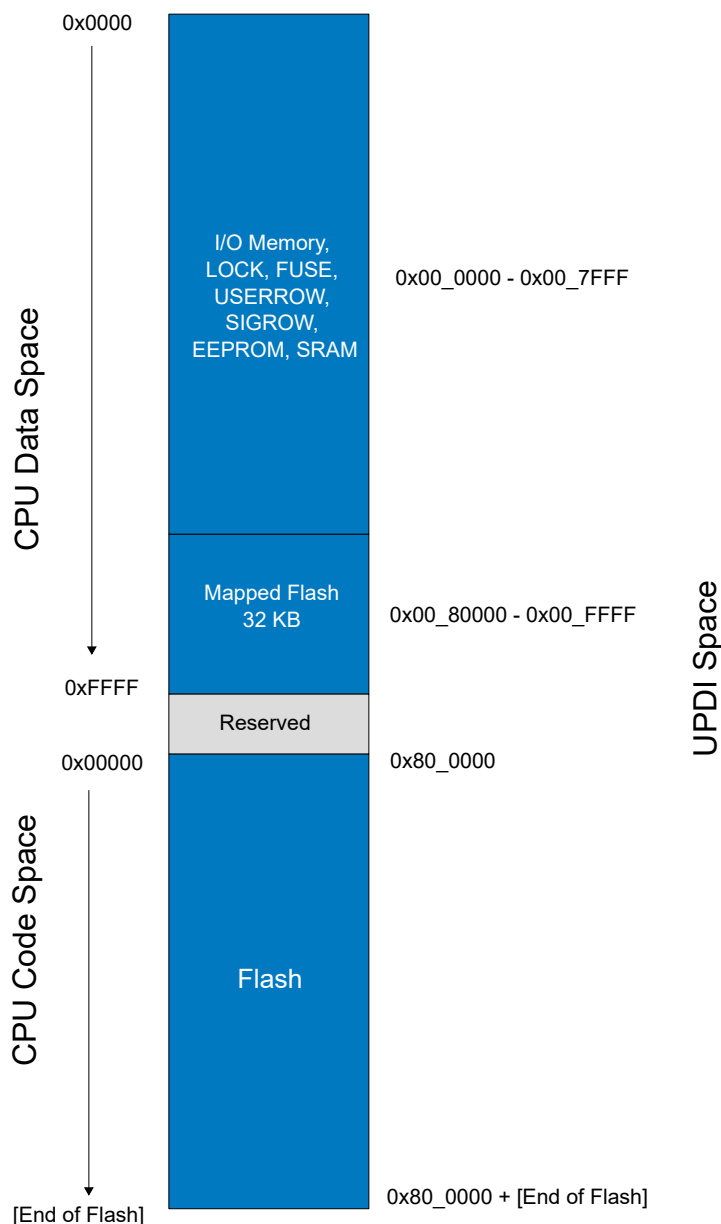 0x0000
I/O Memory,
LOCK, FUSE,
USERROW,
SIGROW,
EEPROM, SRAM
0x00_0000 - 0x00_7FFF
CPU Data Space
Mapped Flash
32 KB
0x00_80000 - 0x00_FFFF
UPDI Space
0xFFFF
Reserved
0x00000
0x80_0000
CPU Code Space
Flash
0x80_0000 + [End of Flash]
[End of Flash]